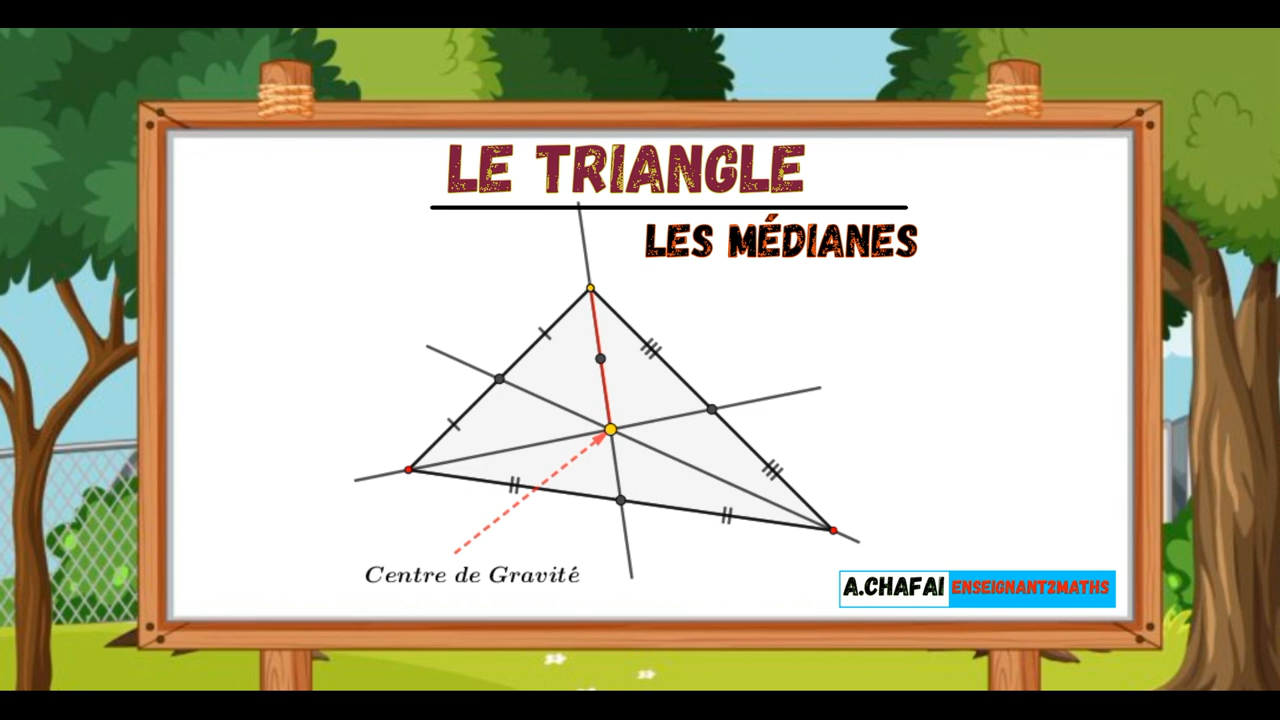 LE TRIANGLE
LES MÉDIANES
Centre de Gravité
A.CHAFAI ENSEIGNANT2MATHS